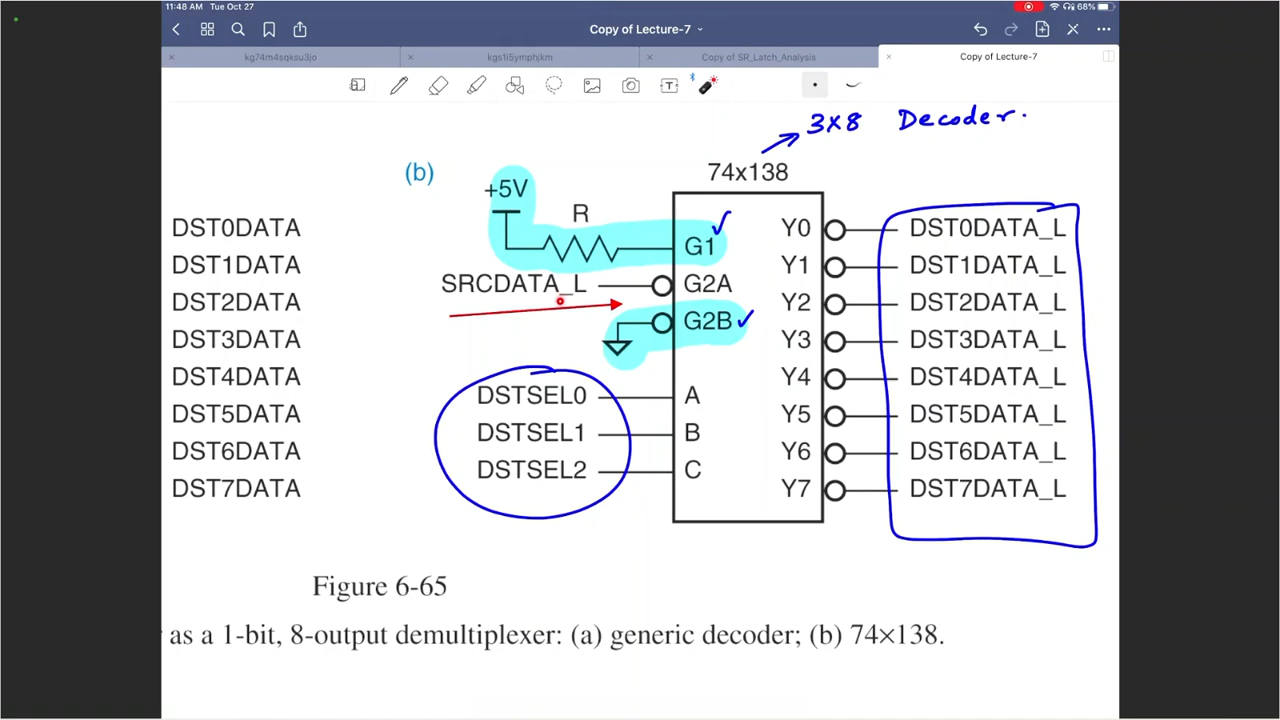 11:48 AM Tue Oct 27
68%
Copy of Lecture-7
kg74m4sqksu3jo
kgs1i5ymphjkm
Copy of SR_Latch_Analysis
Copy of Lecture-7
3X8 Decoder.
(b)
74x138
+5V
R
DST0DATA
G1
Y0
DST0DATA_L
DST1DATA
SRCDATA_L
G2A
Y1
DST1DATA_L
DST2DATA
G2B
Y2
DST2DATA_L
DST3DATA
Y3
DST3DATA_L
DST4DATA
DSTSEL0
A
Y4
DST4DATA_L
DST5DATA
DSTSEL1
B
Y5
DST5DATA_L
DST6DATA
DSTSEL2
C
Y6
DST6DATA_L
DST7DATA
Y7
DST7DATA_L
Figure 6-65
as a 1-bit, 8-output demultiplexer: (a) generic decoder; (b) 74×138.